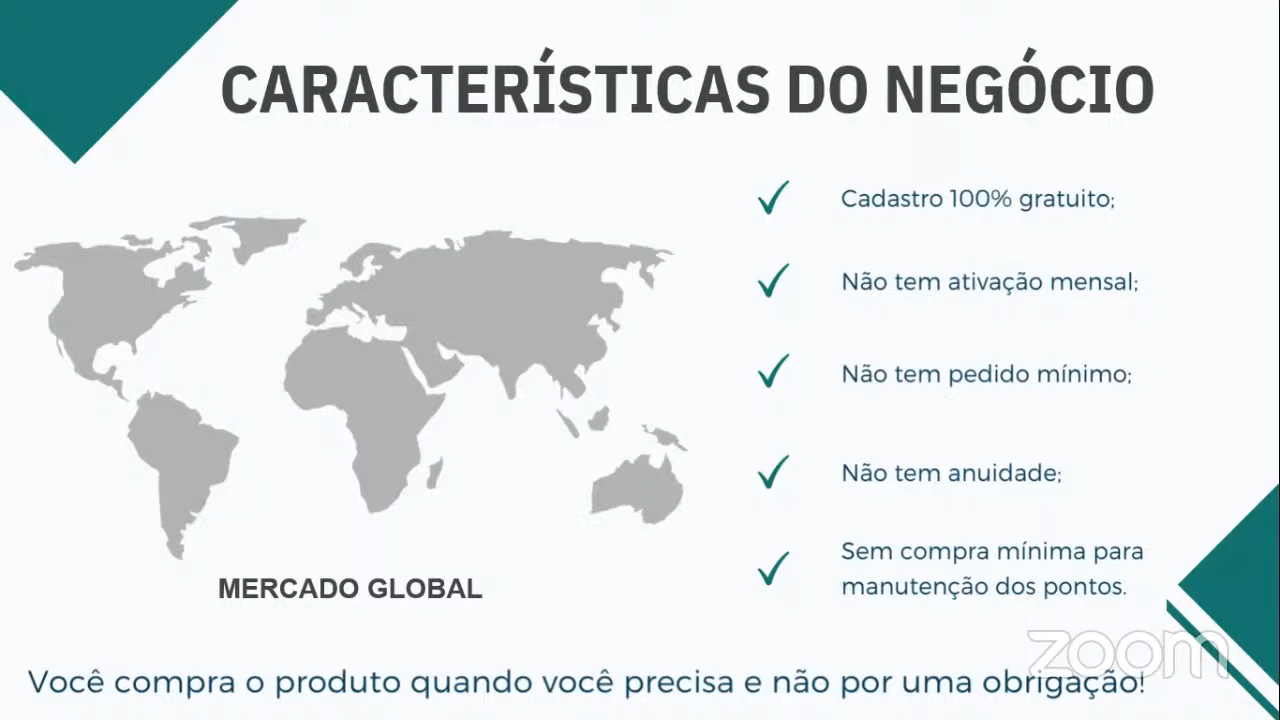 CARACTERÍSTICAS DO NEGÓCIO
Cadastro 100% gratuito;
Não tem ativação mensal;
Não tem pedido mínimo;
Não tem anuidade;
Sem compra mínima para
manutenção dos pontos.
MERCADO GLOBAL
zoom
Você compra o produto quando você precisa e não por uma obrigação!